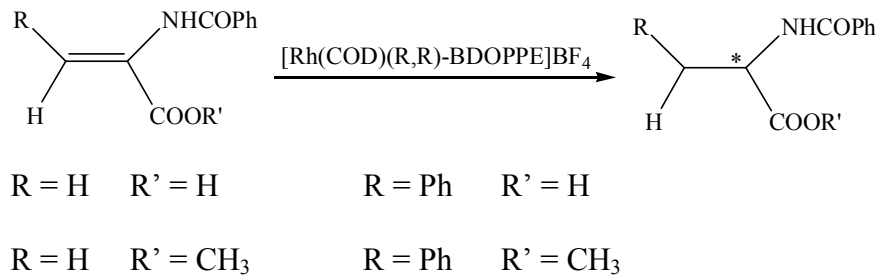 R NHCOPh
H COOR'
[Rh(COD)(R,R)-BDOPPE]BF₄
R NHCOPh
*
H COOR'
R = H R' = H R = Ph R' = H
R = H R' = CH₃ R = Ph R' = CH₃